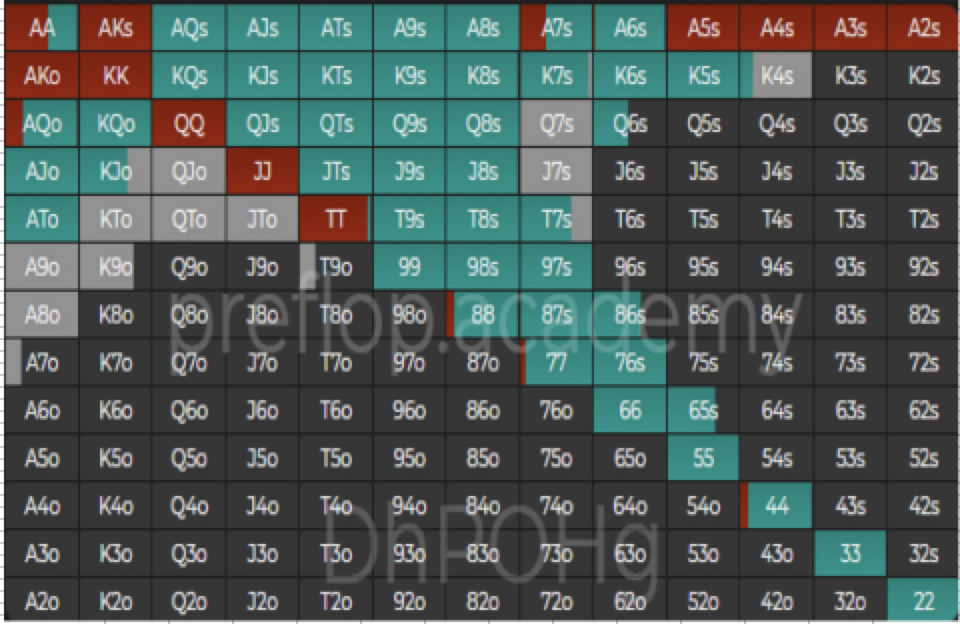 AA AKs AQs AJs ATs A9s A8s A7s A6s A5s A4s A3s A2s
AKo KK KQs KJs KTs K9s K8s K7s K6s K5s K4s K3s K2s
AQo KQo QQ QJs QTs Q9s Q8s Q7s Q6s Q5s Q4s Q3s Q2s
AJo KJo QJo JJ JTs J9s J8s J7s J6s J5s J4s J3s J2s
ATo KTo QTo JTo TT T9s T8s T7s T6s T5s T4s T3s T2s
A9o K9o Q9o J9o T9o 99 98s 97s 96s 95s 94s 93s 92s
A8o K8o Q8o J8o T8o 98o 88 87s 86s 85s 84s 83s 82s
preflop.academy
A7o K7o Q7o J7o T7o 97o 87o 77 76s 75s 74s 73s 72s
A6o K6o Q6o J6o T6o 96o 86o 76o 66 65s 64s 63s 62s
A5o K5o Q5o J5o T5o 95o 85o 75o 65o 55 54s 53s 52s
A4o K4o Q4o J4o T4o 94o 84o 74o 64o 54o 44 43s 42s
DhPOHg
A3o K3o Q3o J3o T3o 93o 83o 73o 63o 53o 43o 33 32s
A2o K2o Q2o J2o T2o 92o 82o 72o 62o 52o 42o 32o 22